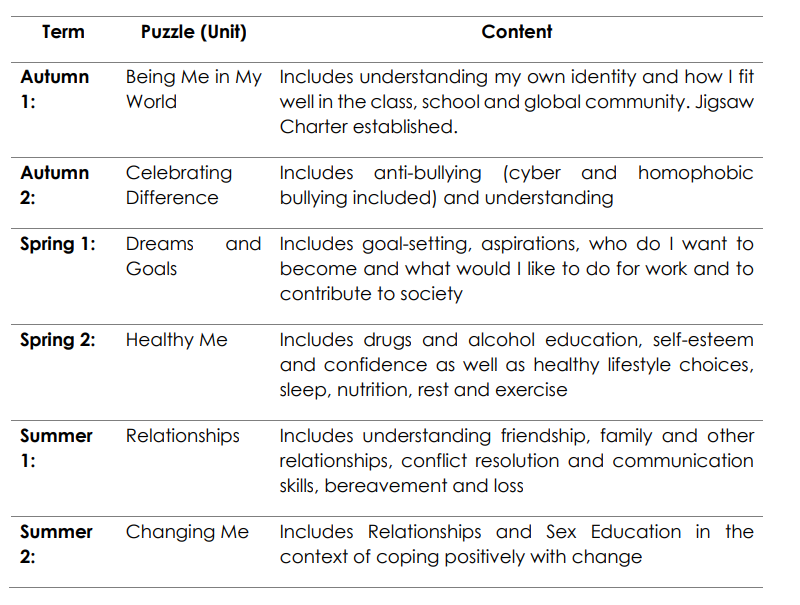 Term Puzzle (Unit) Content
Autumn Being Me in My Includes understanding my own identity and how I fit
1: World well in the class, school and global community. Jigsaw
Charter established.
Autumn Celebrating Includes anti-bullying (cyber and homophobic
2: Difference bullying included) and understanding
Spring 1: Dreams and Includes goal-setting, aspirations, who do I want to
Goals become and what would I like to do for work and to
contribute to society
Spring 2: Healthy Me Includes drugs and alcohol education, self-esteem
and confidence as well as healthy lifestyle choices,
sleep, nutrition, rest and exercise
Summer Relationships Includes understanding friendship, family and other
1: relationships, conflict resolution and communication
skills, bereavement and loss
Summer Changing Me Includes Relationships and Sex Education in the
2: context of coping positively with change